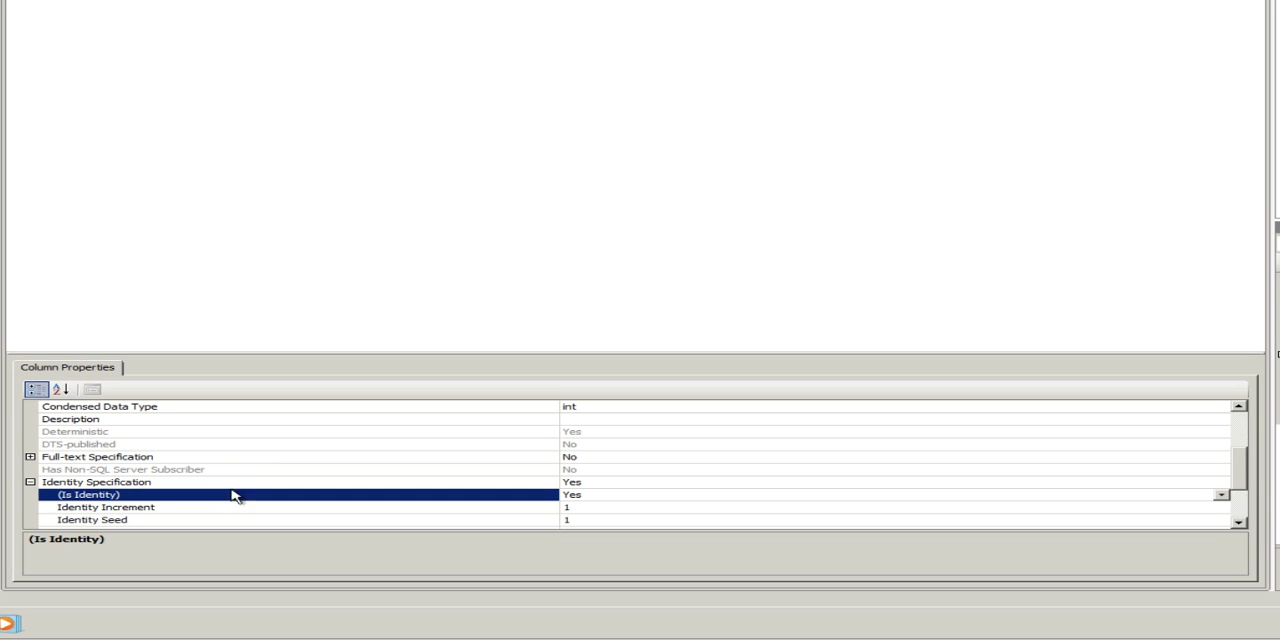 Column Properties
Condensed Data Type int
Description
Deterministic Yes
DTS-published No
Full-text Specification No
Has Non-SQL Server Subscriber No
Identity Specification Yes
(Is Identity) Yes
Identity Increment 1
Identity Seed 1
(Is Identity)